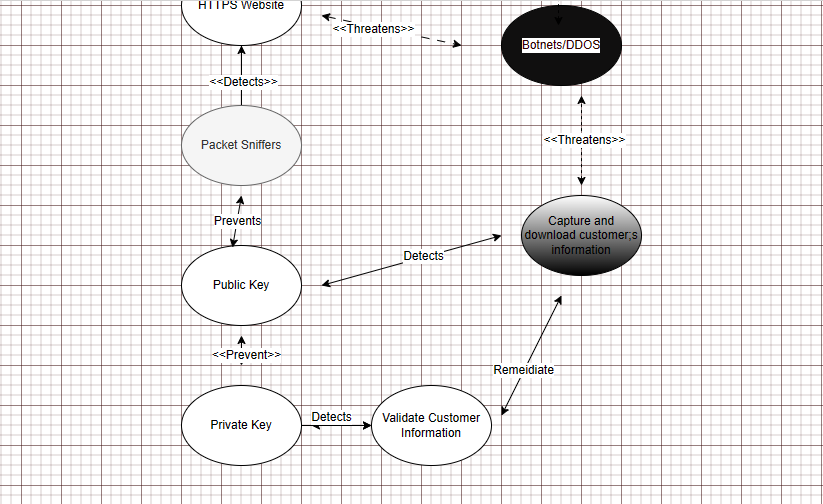 HTTPS Website
<<Threatens>>
Botnets/DDOS
<<Detects>>
Packet Sniffers
<<Threatens>>
Prevents
Capture and
download customer;s
information
Detects
Public Key
<<Prevent>>
Remeidiate
Private Key
Detects
Validate Customer
Information